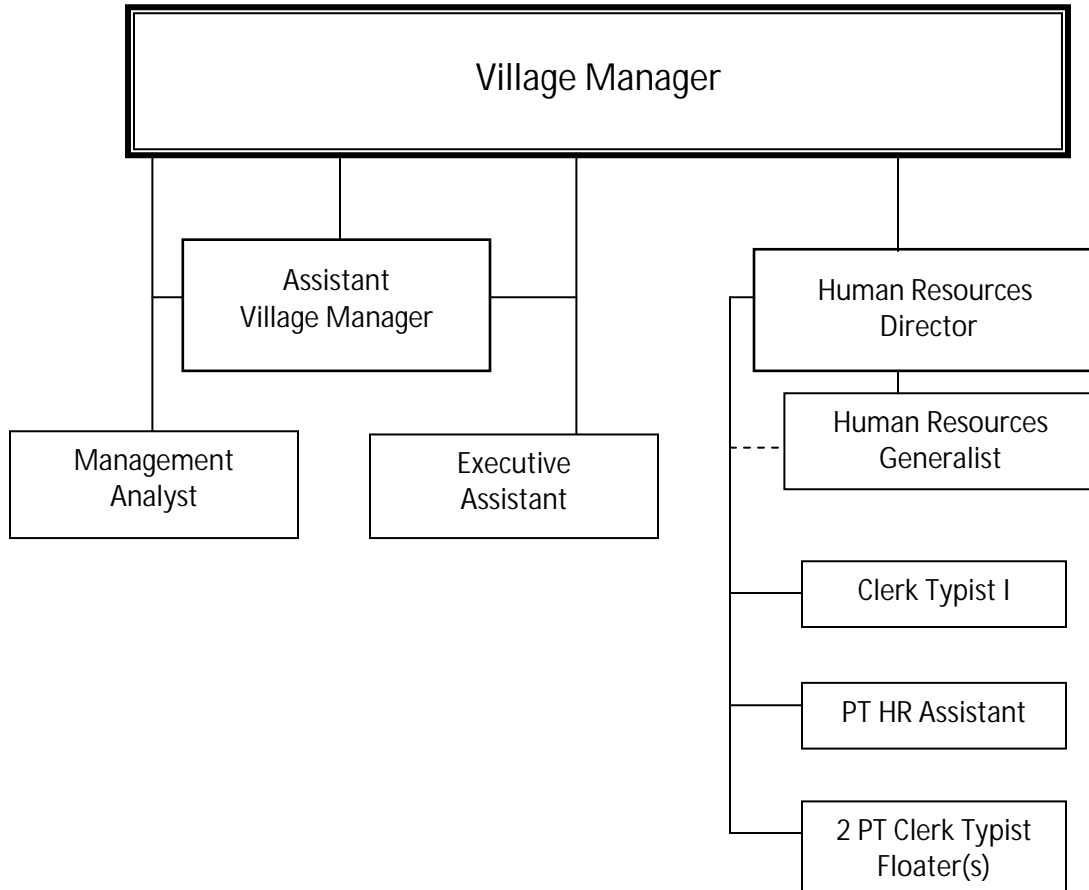 Village Manager
Assistant
Village Manager
Human Resources
Director
Management
Analyst
Executive
Assistant
Human Resources
Generalist
Clerk Typist I
PT HR Assistant
2 PT Clerk Typist
Floater(s)